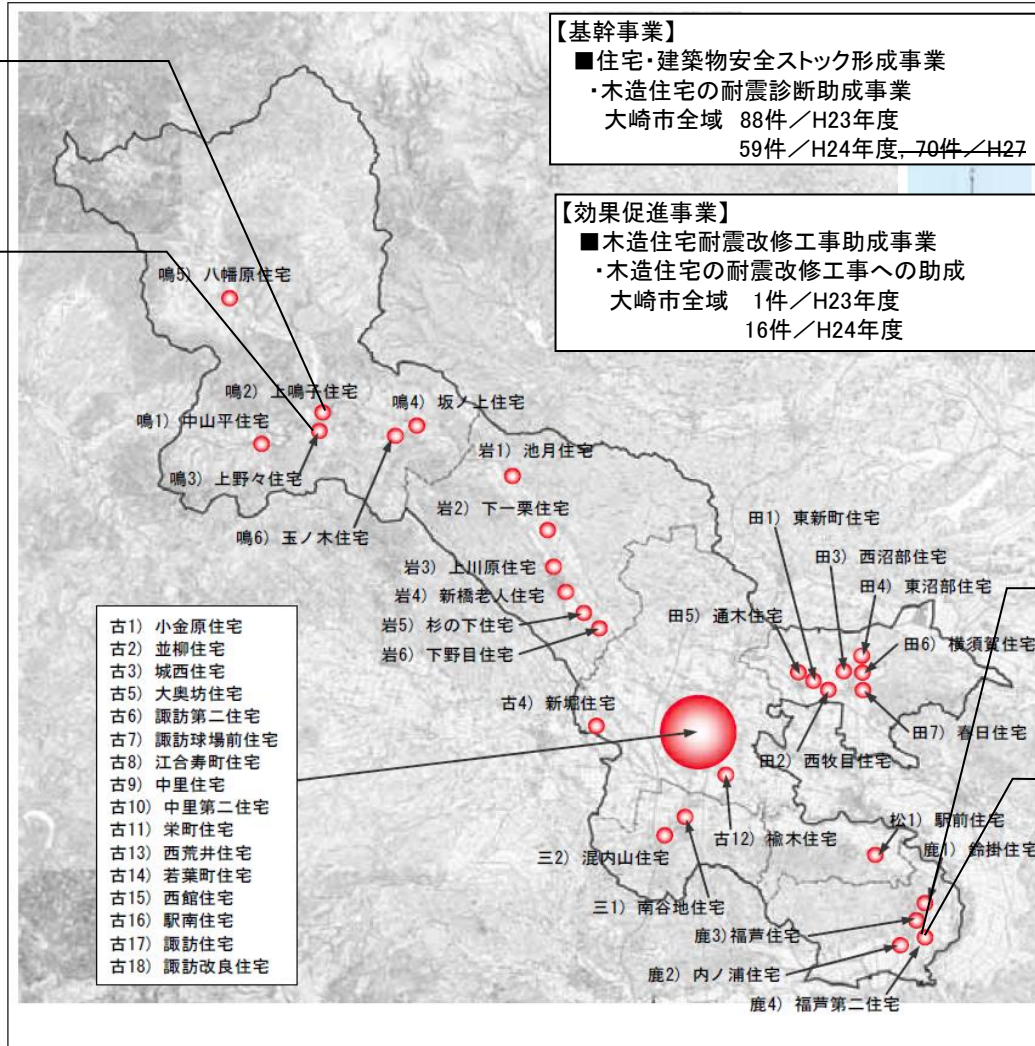 【基幹事業】
■住宅・建築物安全ストック形成事業
・木造住宅の耐震診断助成事業
大崎市全域 88件／H23年度
59件／H24年度, 70件／H27
【効果促進事業】
■木造住宅耐震改修工事助成事業
・木造住宅の耐震改修工事への助成
大崎市全域 1件／H23年度
16件／H24年度
鳴5) 八幡原住宅
鳴2) 上鳴子住宅
鳴4) 坂ノ上住宅
鳴1) 中山平住宅
岩1) 池月住宅
鳴3) 上野々住宅
岩2) 下一栗住宅
田1) 東新町住宅
鳴6) 玉ノ木住宅
田3) 西沼部住宅
岩3) 上川原住宅
田4) 東沼部住宅
岩4) 新橋老人住宅
田5) 通木住宅
岩5) 杉の下住宅
田6) 横須賀住宅
岩6) 下野目住宅
古4) 新堀住宅
田7) 春日住宅
田2) 西牧目住宅
松1) 駅前住宅
古12) 楡木住宅
鹿1) 鈴掛住宅
三2) 混内山住宅
三1) 南谷地住宅
鹿3)福芦住宅
鹿2) 内ノ浦住宅
鹿4) 福芦第二住宅
古1) 小金原住宅
古2) 並柳住宅
古3) 城西住宅
古5) 大奥坊住宅
古6) 諏訪第二住宅
古7) 諏訪球場前住宅
古8) 江合寿町住宅
古9) 中里住宅
古10) 中里第二住宅
古11) 栄町住宅
古13) 西荒井住宅
古14) 若葉町住宅
古15) 西館住宅
古16) 駅南住宅
古17) 諏訪住宅
古18) 諏訪改良住宅